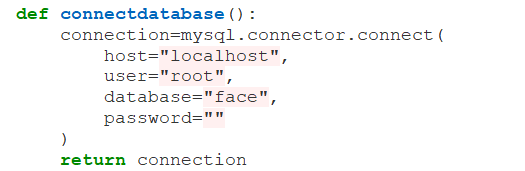 def connectdatabase():
    connection=mysql.connector.connect(
        host="localhost",
        user="root",
        database="face",
        password=""
    )
    return connection